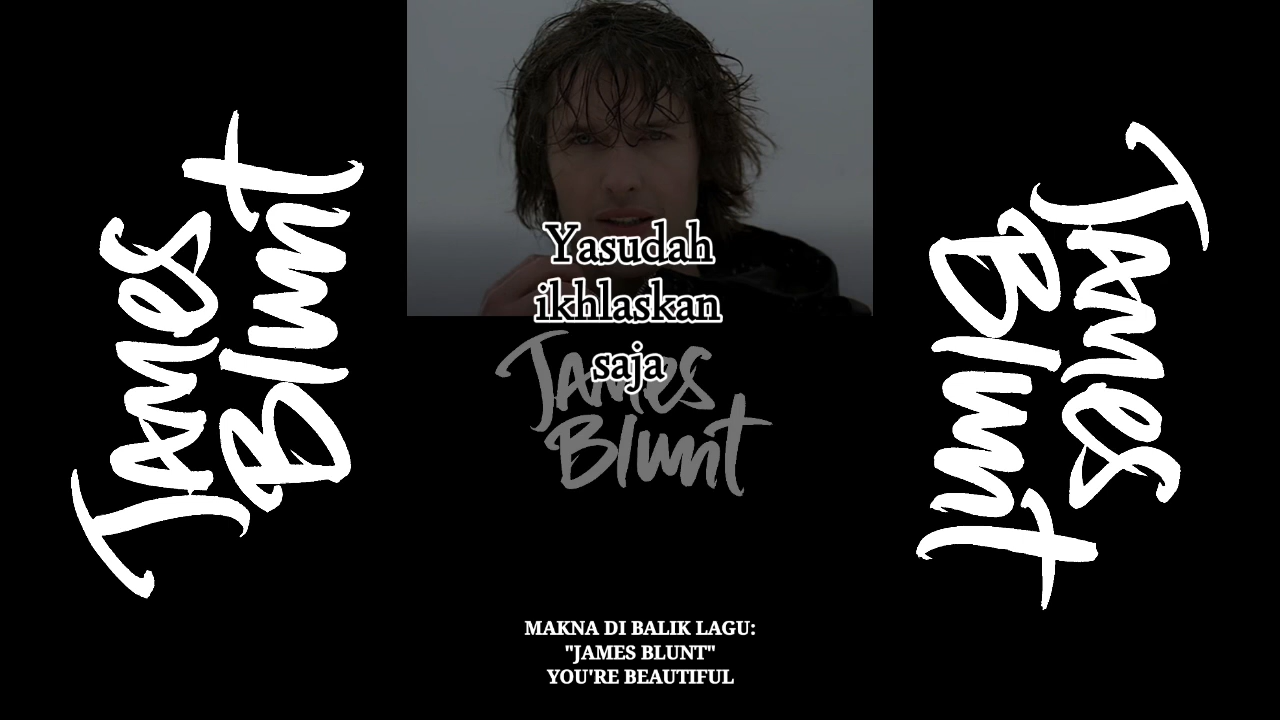 James
Blunt
Yasudah
ikhlaskan
saja
James
Blunt
James
Blunt
MAKNA DI BALIK LAGU:
"JAMES BLUNT"
YOU'RE BEAUTIFUL